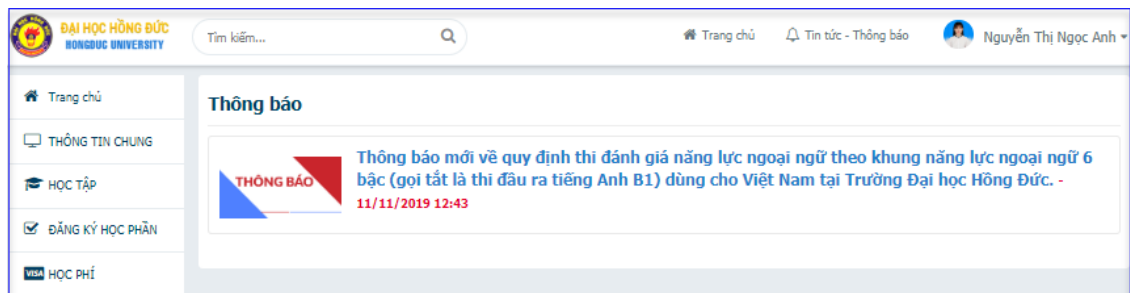 ĐẠI HỌC HỒNG ĐỨC
HONGDUC UNIVERSITY
Tìm kiếm...
Trang chủ
Tin tức - Thông báo
Nguyễn Thị Ngọc Anh
Trang chủ
THÔNG TIN CHUNG
HỌC TẬP
ĐĂNG KÝ HỌC PHẦN
VISA HỌC PHÍ
Thông báo
THÔNG BÁO
Thông báo mới về quy định thi đánh giá năng lực ngoại ngữ theo khung năng lực ngoại ngữ 6
bậc (gọi tắt là thi đầu ra tiếng Anh B1) dùng cho Việt Nam tại Trường Đại học Hồng Đức. -
11/11/2019 12:43